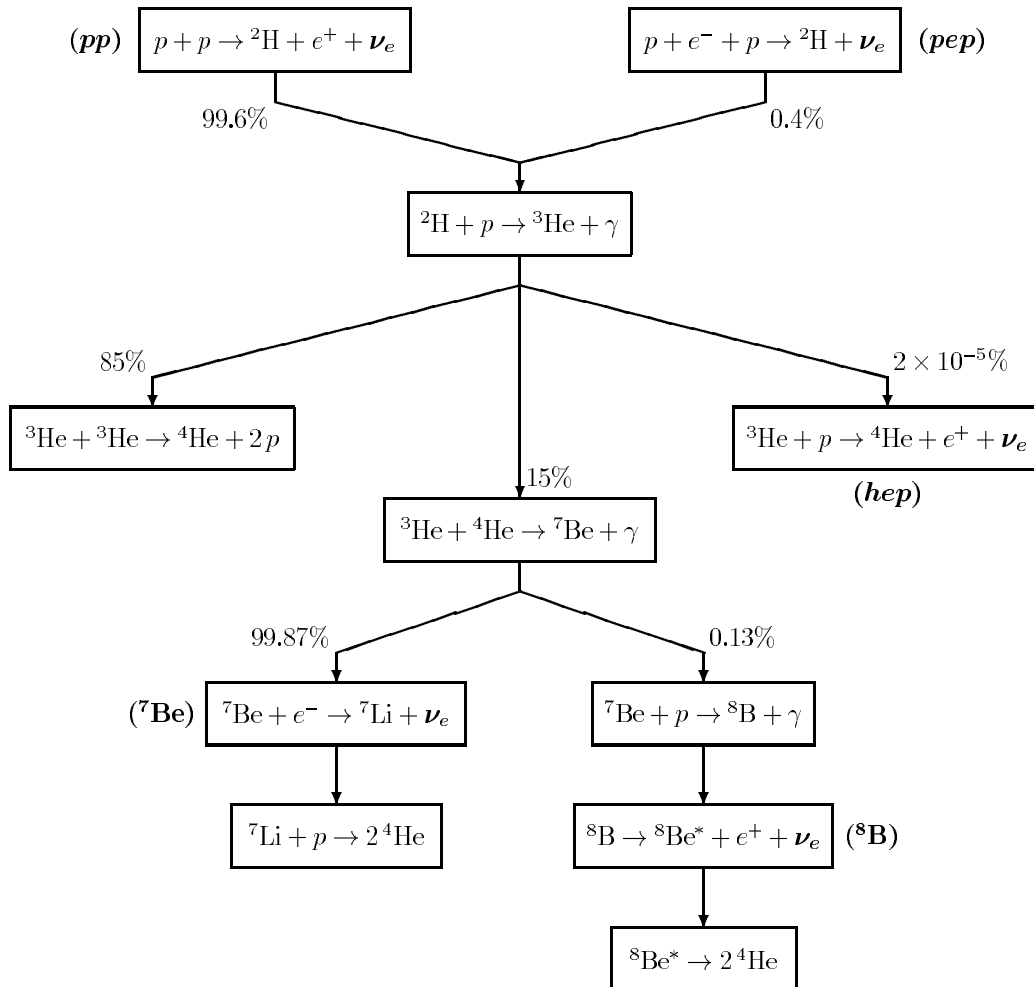 (pp) p + p → ²H + e⁺ + νₑ
p + e⁻ + p → ²H + νₑ (pep)
99.6%
0.4%
²H + p → ³He + γ
85%
2 × 10⁻⁵%
³He + ³He → ⁴He + 2 p
³He + p → ⁴He + e⁺ + νₑ
15%
(hep)
³He + ⁴He → ⁷Be + γ
99.87%
0.13%
(⁷Be) ⁷Be + e⁻ → ⁷Li + νₑ
⁷Be + p → ⁸B + γ
⁷Li + p → 2 ⁴He
⁸B → ⁸Be* + e⁺ + νₑ (⁸B)
⁸Be* → 2 ⁴He